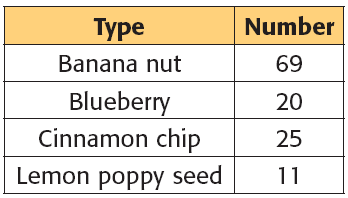 Type Number
Banana nut 69
Blueberry 20
Cinnamon chip 25
Lemon poppy seed 11